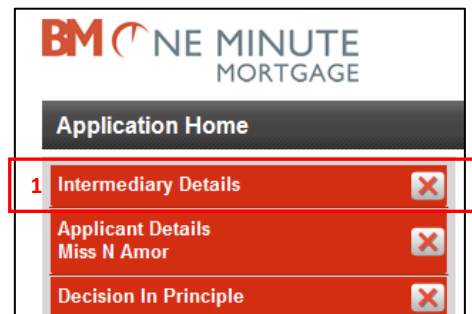 BM ONE MINUTE
MORTGAGE
Application Home
1 Intermediary Details
Applicant Details
Miss N Amor
Decision In Principle